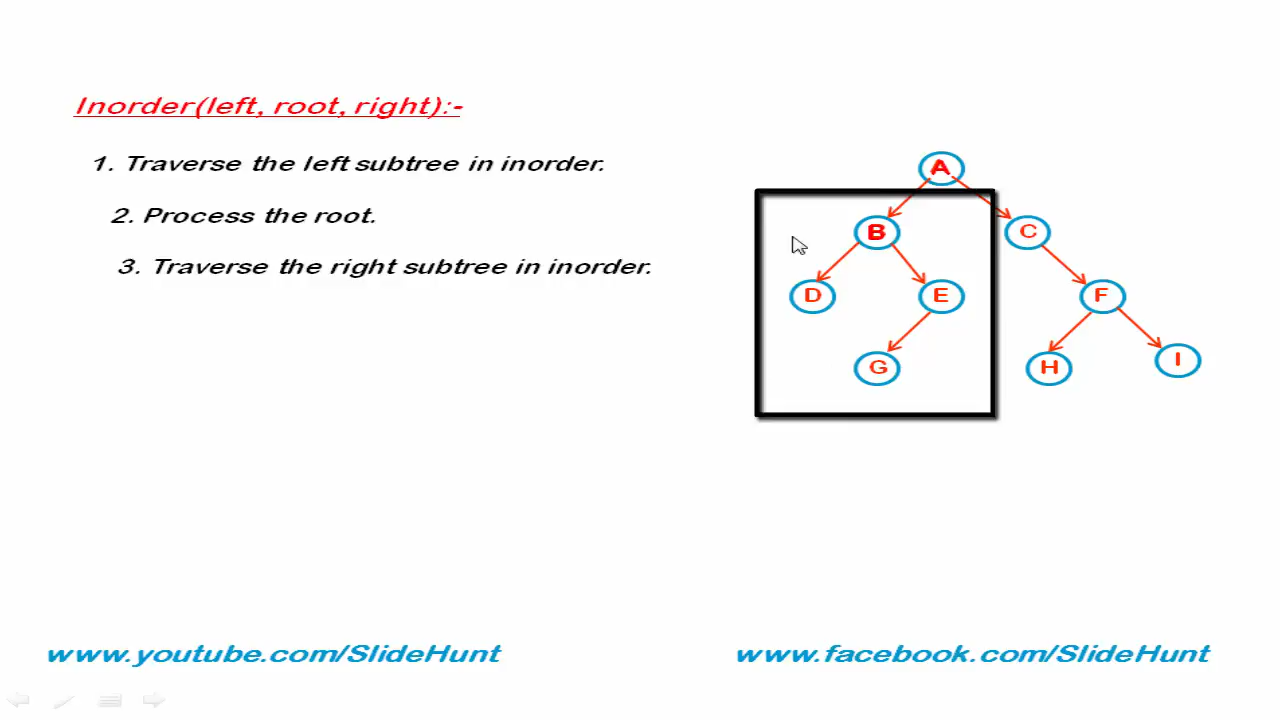 Inorder(left, root, right):-
1. Traverse the left subtree in inorder.
2. Process the root.
3. Traverse the right subtree in inorder.
A
B
C
D
E
F
G
H
I
www.youtube.com/SlideHunt
www.facebook.com/SlideHunt